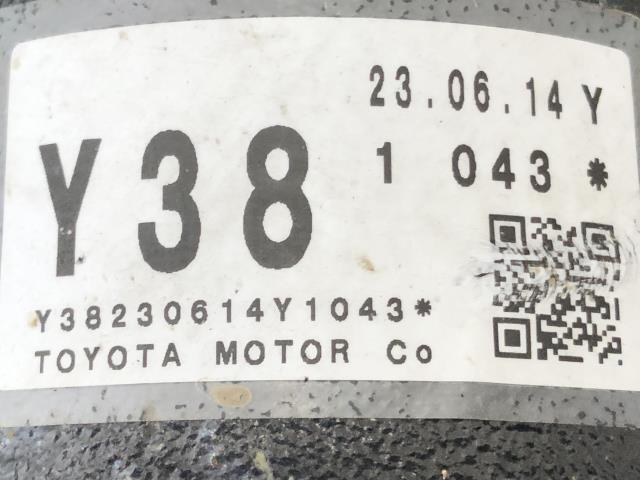 23.06.14 Y
Y38
1 043 *
Y38230614Y1043*
TOYOTA MOTOR Co